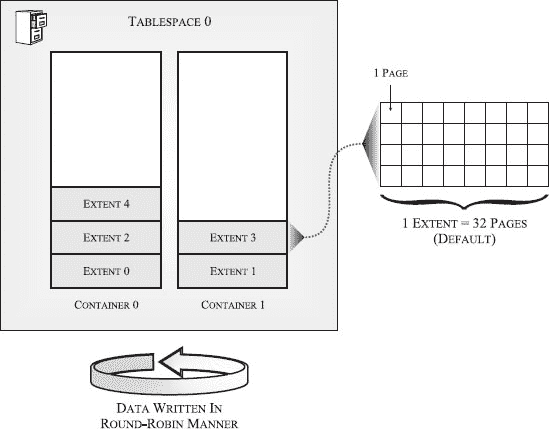 TABLESPACE 0
1 PAGE
EXTENT 4
EXTENT 2
EXTENT 3
EXTENT 0
EXTENT 1
CONTAINER 0
CONTAINER 1
1 EXTENT = 32 PAGES
(DEFAULT)
DATA WRITTEN IN
ROUND-ROBIN MANNER